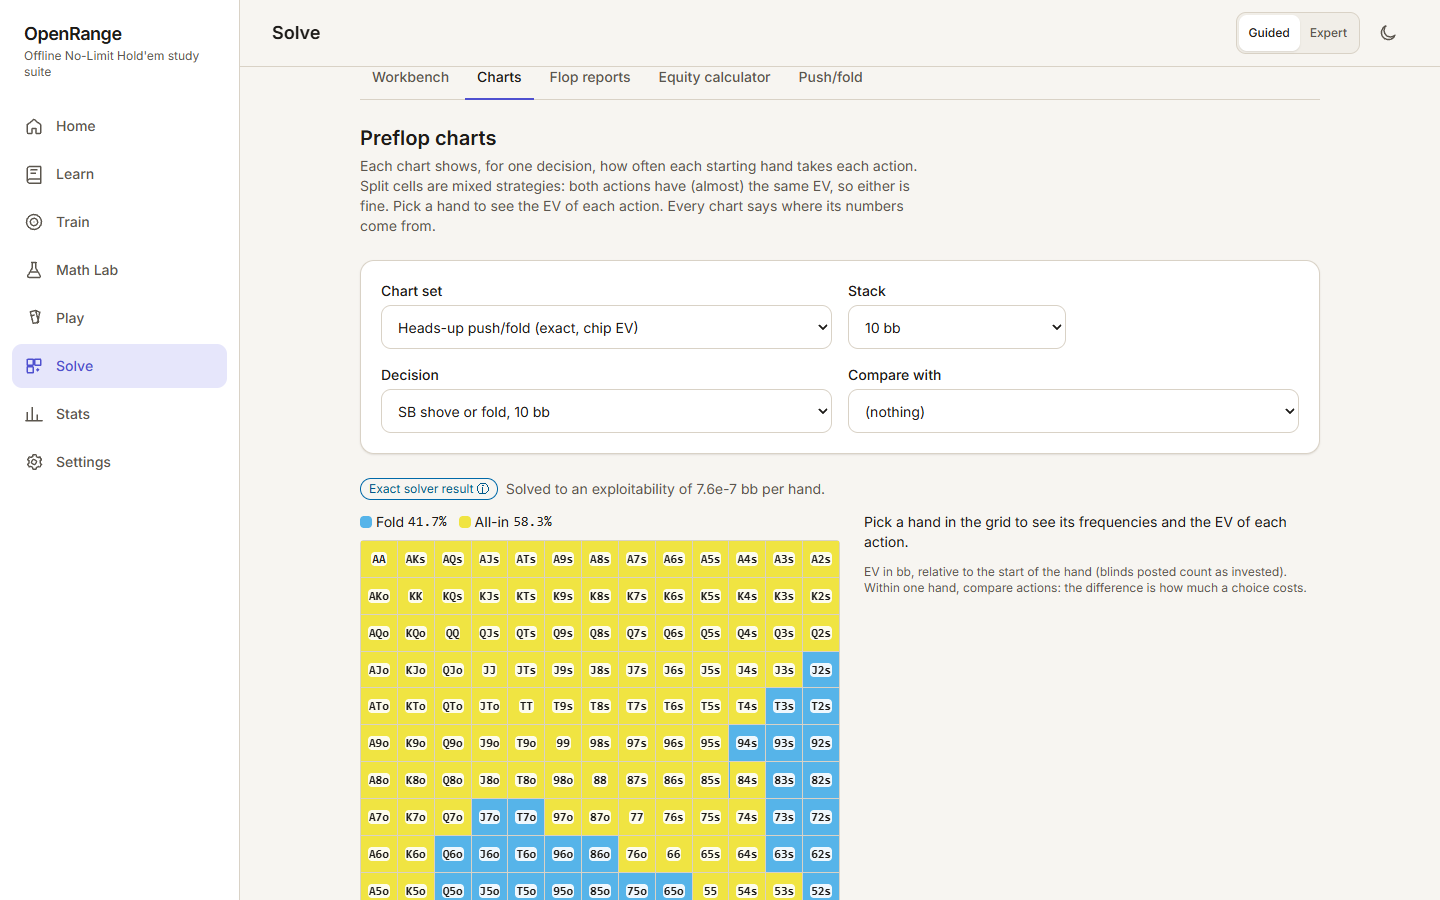 OpenRange
Offline No-Limit Hold'em study
suite
Home
Learn
Train
Math Lab
Play
Solve
Stats
Settings
Solve
Guided
Expert
Workbench
Charts
Flop reports
Equity calculator
Push/fold
Preflop charts
Each chart shows, for one decision, how often each starting hand takes each action.
Split cells are mixed strategies: both actions have (almost) the same EV, so either is
fine. Pick a hand to see the EV of each action. Every chart says where its numbers
come from.
Chart set
Stack
Heads-up push/fold (exact, chip EV)
10 bb
Decision
Compare with
SB shove or fold, 10 bb
(nothing)
Exact solver result ⓘ Solved to an exploitability of 7.6e-7 bb per hand.
Fold 41.7% All-in 58.3%
AA AKs AQs AJs ATs A9s A8s A7s A6s A5s A4s A3s A2s
AKo KK KQs KJs KTs K9s K8s K7s K6s K5s K4s K3s K2s
AQo KQo QQ QJs QTs Q9s Q8s Q7s Q6s Q5s Q4s Q3s Q2s
AJo KJo QJo JJ JTs J9s J8s J7s J6s J5s J4s J3s J2s
ATo KTo QTo JTo TT T9s T8s T7s T6s T5s T4s T3s T2s
A9o K9o Q9o J9o T9o 99 98s 97s 96s 95s 94s 93s 92s
A8o K8o Q8o J8o T8o 98o 88 87s 86s 85s 84s 83s 82s
A7o K7o Q7o J7o T7o 97o 87o 77 76s 75s 74s 73s 72s
A6o K6o Q6o J6o T6o 96o 86o 76o 66 65s 64s 63s 62s
A5o K5o Q5o J5o T5o 95o 85o 75o 65o 55 54s 53s 52s
Pick a hand in the grid to see its frequencies and the EV of each
action.
EV in bb, relative to the start of the hand (blinds posted count as invested).
Within one hand, compare actions: the difference is how much a choice costs.